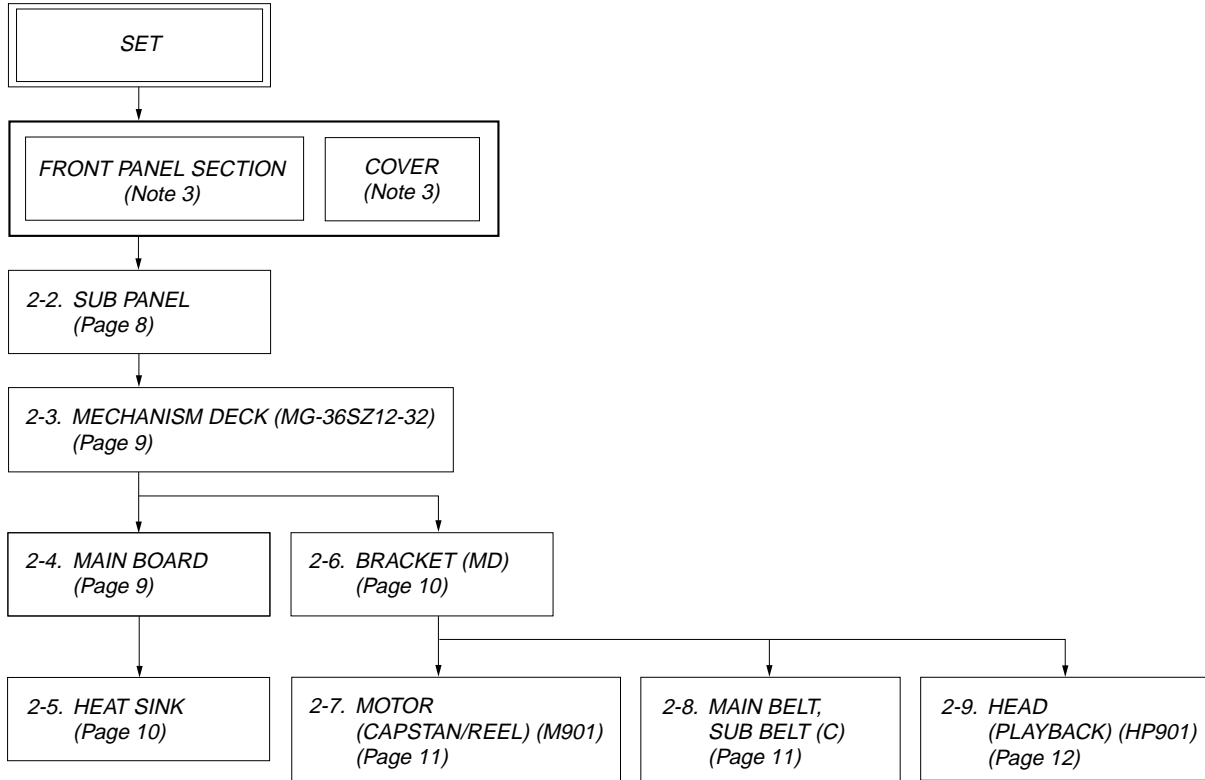 SET
FRONT PANEL SECTION
(Note 3)
COVER
(Note 3)
2-2. SUB PANEL
(Page 8)
2-3. MECHANISM DECK (MG-36SZ12-32)
(Page 9)
2-4. MAIN BOARD
(Page 9)
2-6. BRACKET (MD)
(Page 10)
2-5. HEAT SINK
(Page 10)
2-7. MOTOR
(CAPSTAN/REEL) (M901)
(Page 11)
2-8. MAIN BELT,
SUB BELT (C)
(Page 11)
2-9. HEAD
(PLAYBACK) (HP901)
(Page 12)